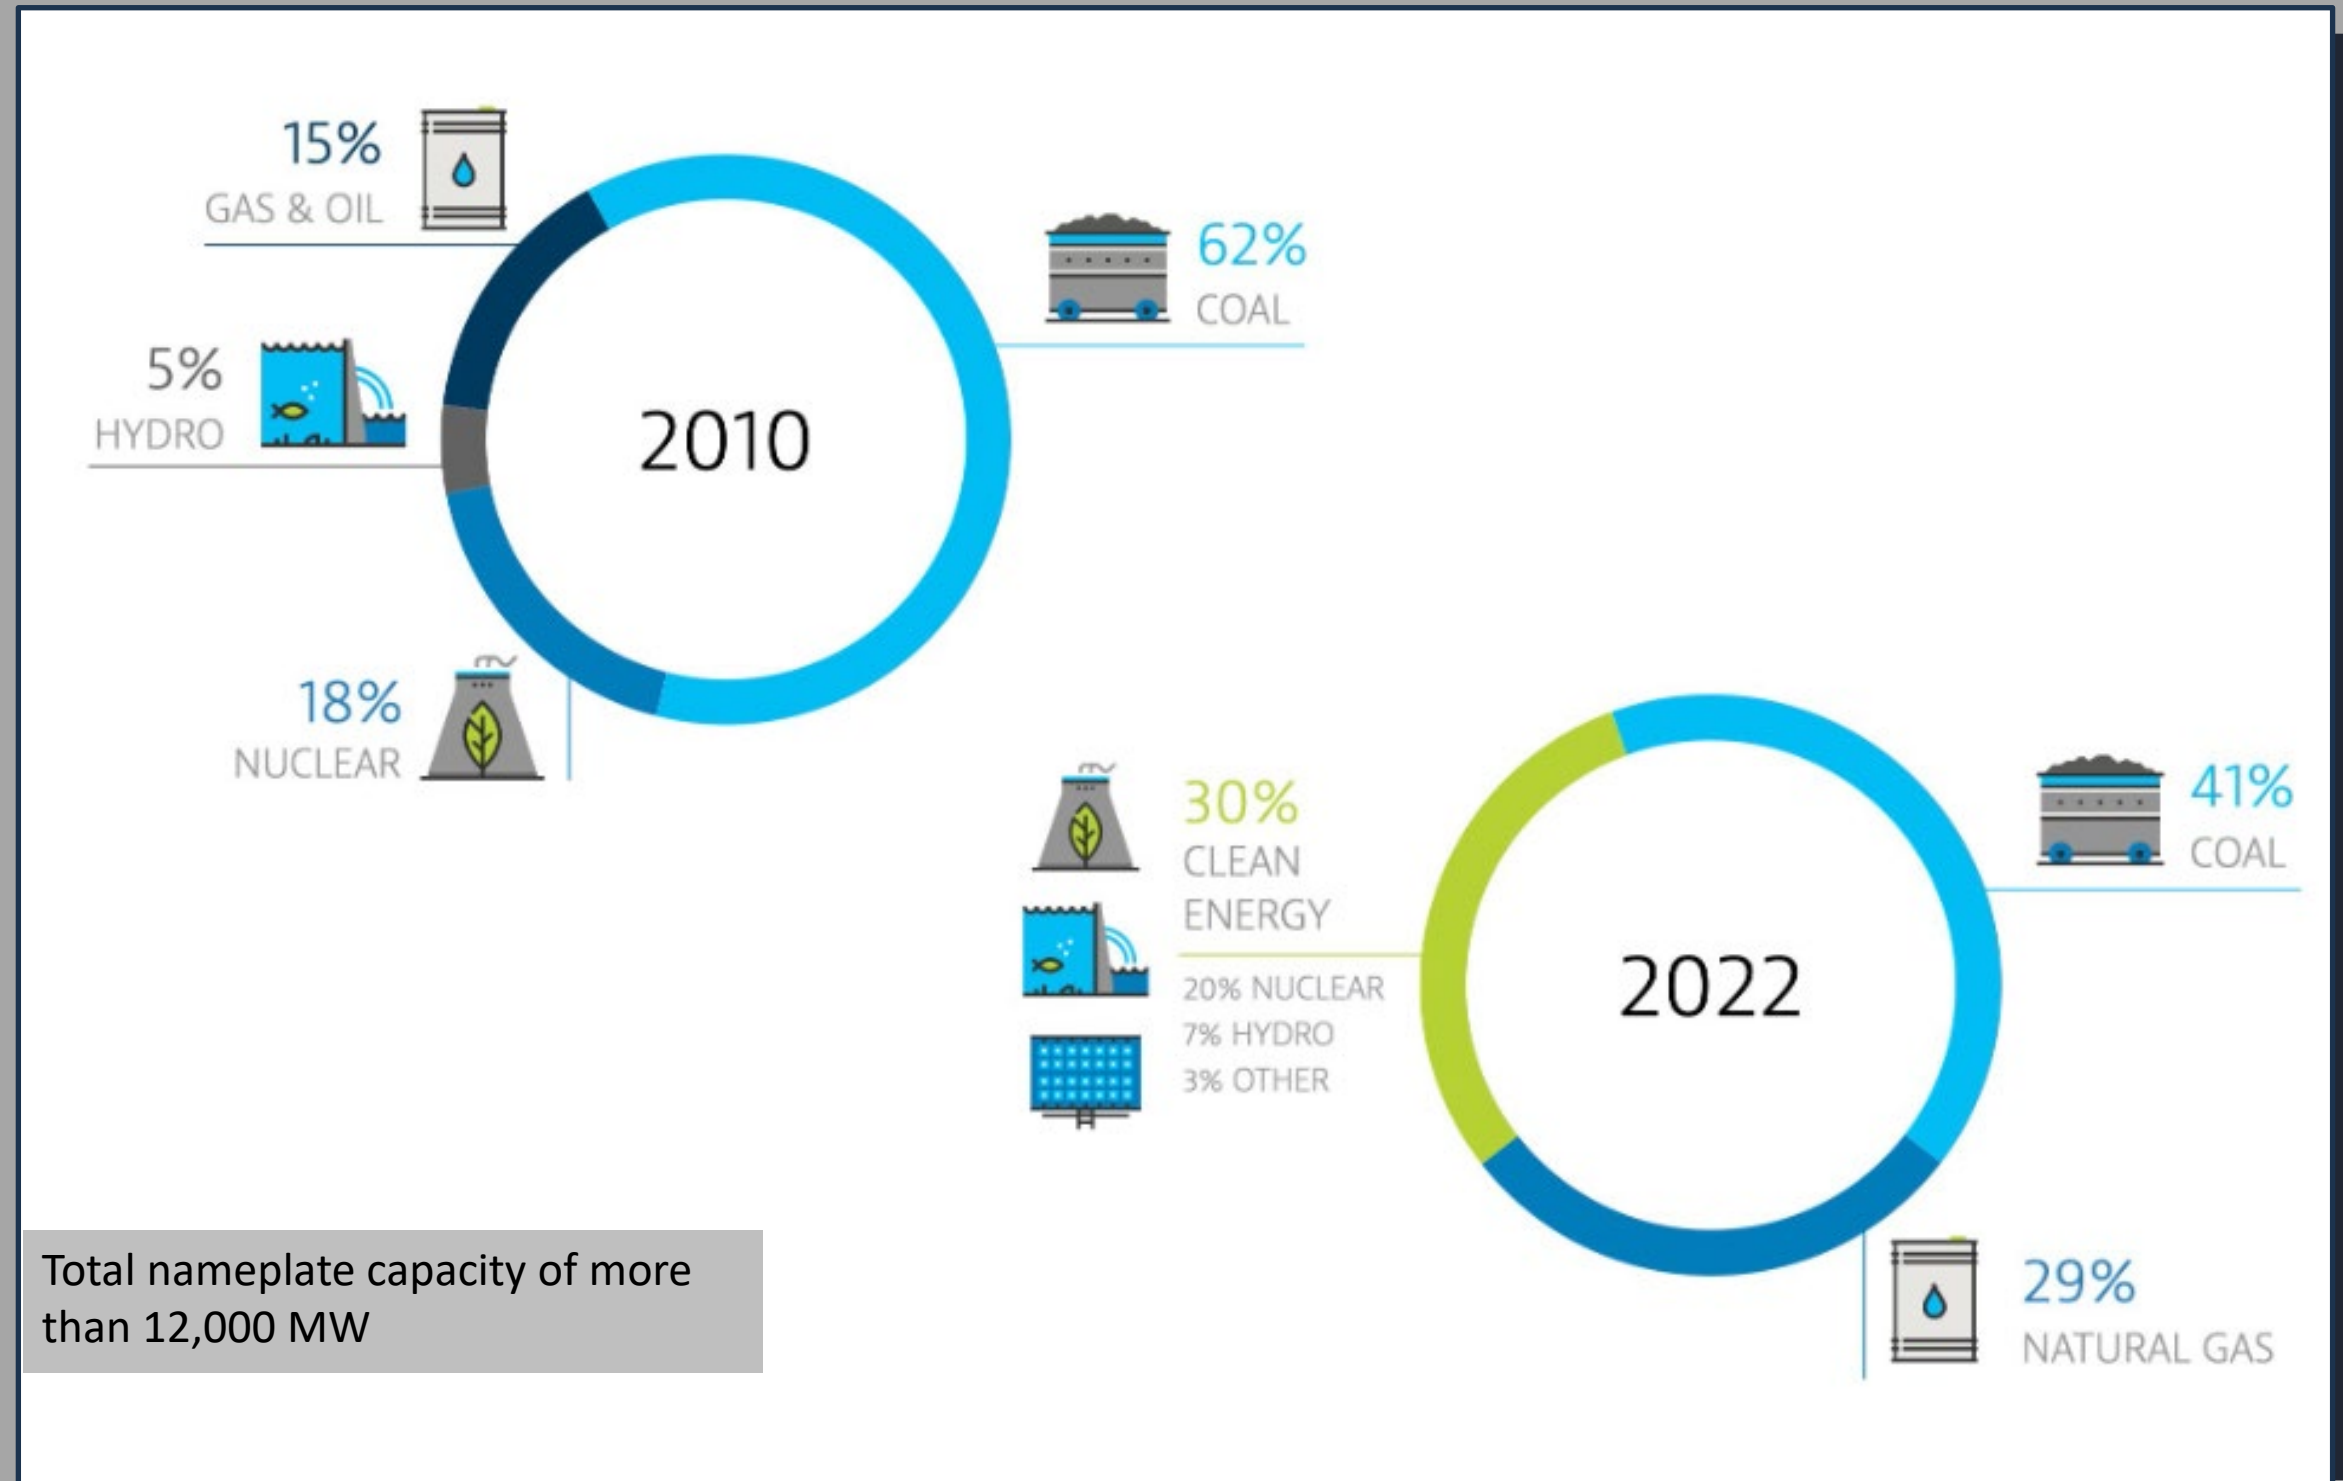 15%
GAS & OIL
62%
COAL
5%
HYDRO
2010
18%
NUCLEAR
30%
CLEAN
ENERGY
20% NUCLEAR
7% HYDRO
3% OTHER
41%
COAL
2022
29%
NATURAL GAS
Total nameplate capacity of more
than 12,000 MW